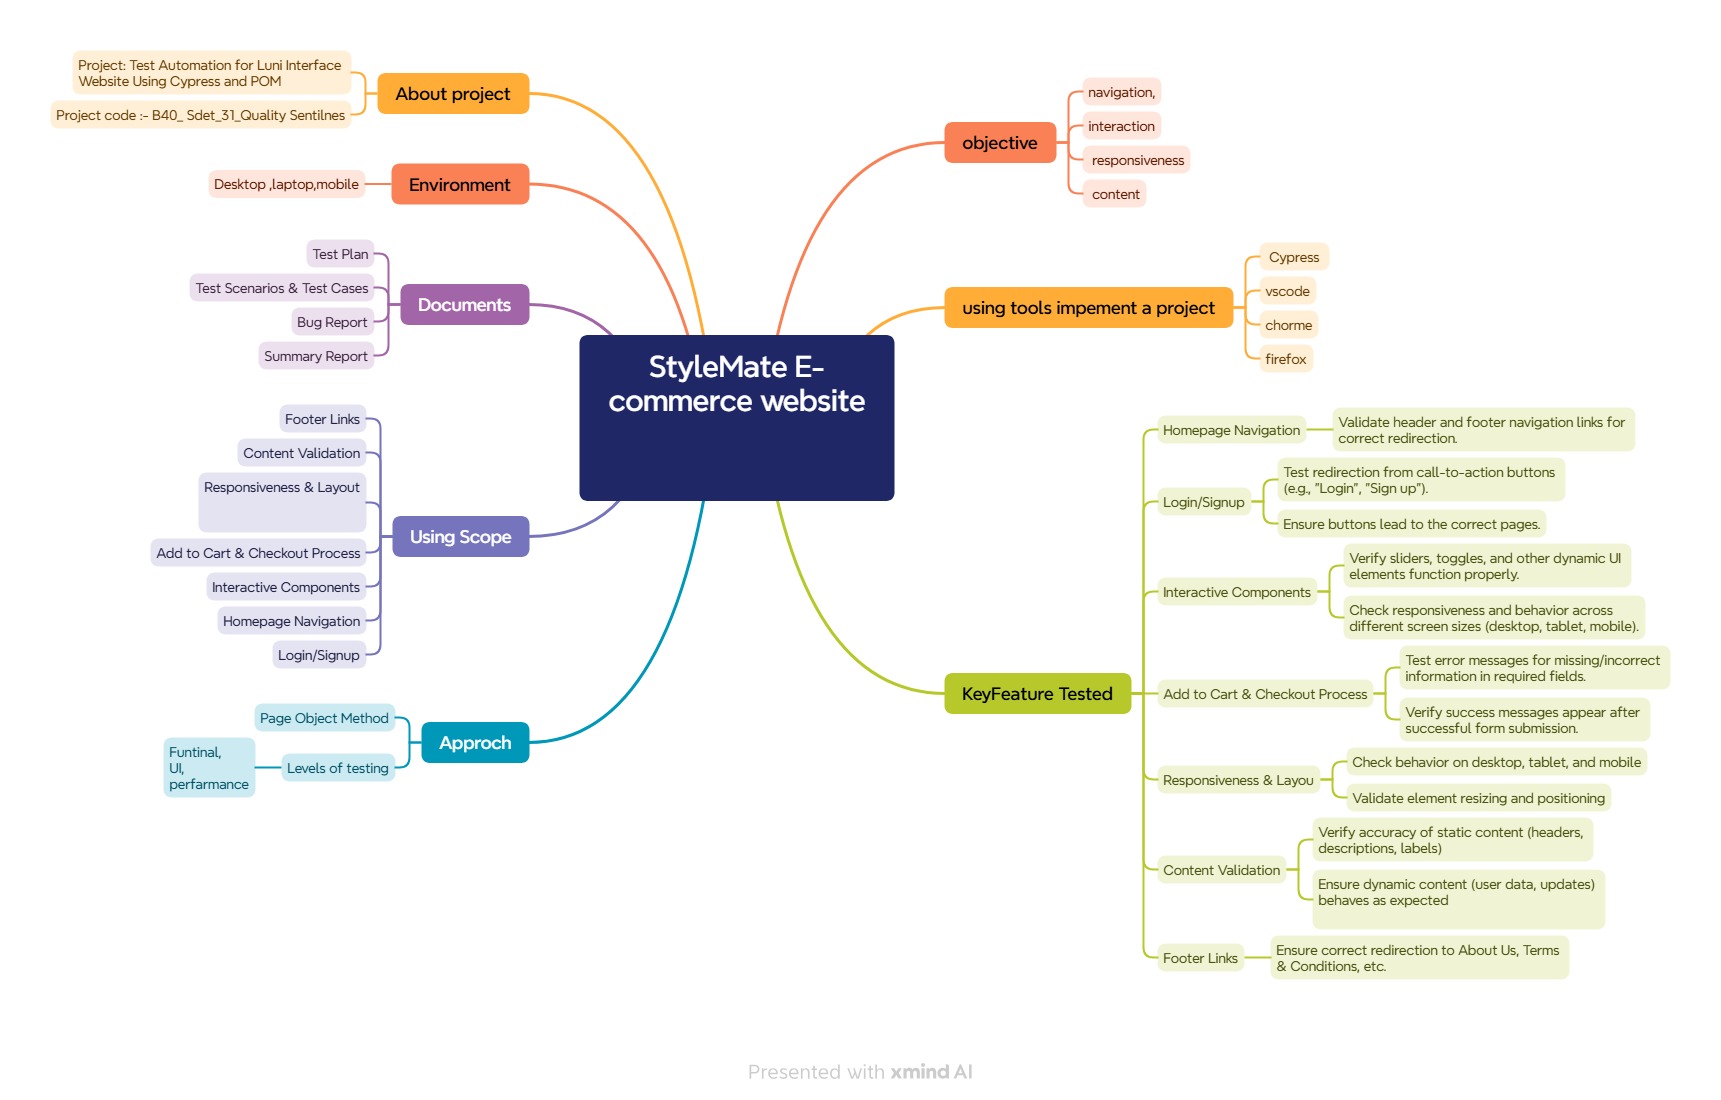 StyleMate E-
commerce website
About project
Project: Test Automation for Luni Interface
Website Using Cypress and POM
Project code :- B40_ Sdet_31_Quality Sentilnes
Environment
Desktop ,laptop,mobile
Documents
Test Plan
Test Scenarios & Test Cases
Bug Report
Summary Report
Using Scope
Footer Links
Content Validation
Responsiveness & Layout
Add to Cart & Checkout Process
Interactive Components
Homepage Navigation
Login/Signup
Approch
Page Object Method
Levels of testing
Funtinal,
UI,
perfarmance
objective
navigation,
interaction
responsiveness
content
using tools impement a project
Cypress
vscode
chorme
firefox
KeyFeature Tested
Homepage Navigation
Validate header and footer navigation links for
correct redirection.
Login/Signup
Test redirection from call-to-action buttons
(e.g., "Login", "Sign up").
Ensure buttons lead to the correct pages.
Interactive Components
Verify sliders, toggles, and other dynamic UI
elements function properly.
Check responsiveness and behavior across
different screen sizes (desktop, tablet, mobile).
Add to Cart & Checkout Process
Test error messages for missing/incorrect
information in required fields.
Verify success messages appear after
successful form submission.
Responsiveness & Layou
Check behavior on desktop, tablet, and mobile
Validate element resizing and positioning
Content Validation
Verify accuracy of static content (headers,
descriptions, labels)
Ensure dynamic content (user data, updates)
behaves as expected
Footer Links
Ensure correct redirection to About Us, Terms
& Conditions, etc.
Presented with xmind AI